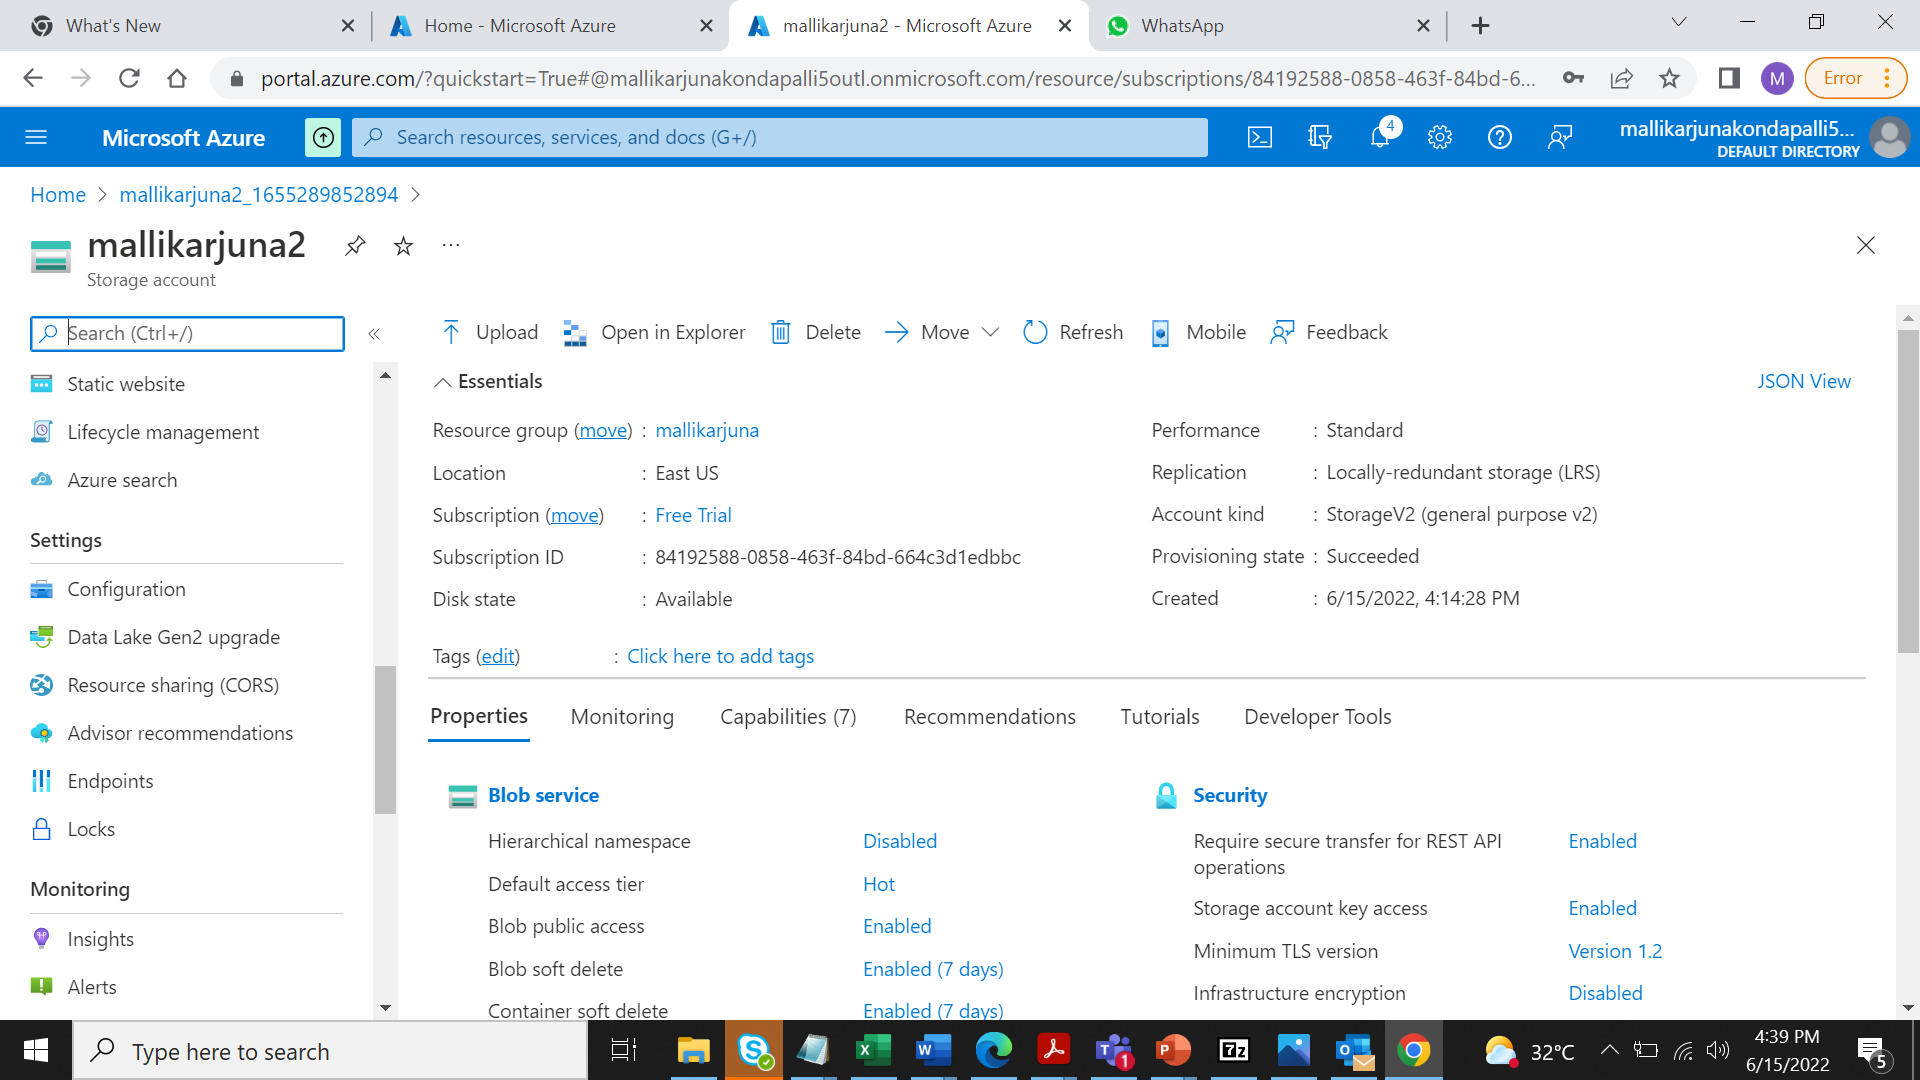 What's New
Home - Microsoft Azure
mallikarjuna2 - Microsoft Azure
WhatsApp
portal.azure.com/?quickstart=True#@mallikarjunakondapalli5outl.onmicrosoft.com/resource/subscriptions/84192588-0858-463f-84bd-6...
M
Error
Microsoft Azure
Search resources, services, and docs (G+/)
4
mallikarjunakondapalli5...
DEFAULT DIRECTORY
Home > mallikarjuna2_1655289852894 >
mallikarjuna2
...
Storage account
Search (Ctrl+/)
«
Static website
Lifecycle management
Azure search
Settings
Configuration
Data Lake Gen2 upgrade
Resource sharing (CORS)
Advisor recommendations
Endpoints
Locks
Monitoring
Insights
Alerts
Upload
Open in Explorer
Delete
Move
Refresh
Mobile
Feedback
Essentials
JSON View
Resource group (move) : mallikarjuna
Location : East US
Subscription (move) : Free Trial
Subscription ID : 84192588-0858-463f-84bd-664c3d1edbbc
Disk state : Available
Tags (edit) : Click here to add tags
Performance : Standard
Replication : Locally-redundant storage (LRS)
Account kind : StorageV2 (general purpose v2)
Provisioning state : Succeeded
Created : 6/15/2022, 4:14:28 PM
Properties
Monitoring
Capabilities (7)
Recommendations
Tutorials
Developer Tools
Blob service
Hierarchical namespace Disabled
Default access tier Hot
Blob public access Enabled
Blob soft delete Enabled (7 days)
Container soft delete Enabled (7 days)
Security
Require secure transfer for REST API Enabled
operations
Storage account key access Enabled
Minimum TLS version Version 1.2
Infrastructure encryption Disabled
Type here to search
S
X
W
T
1
P
7z
O
32°C
4:39 PM
6/15/2022
5